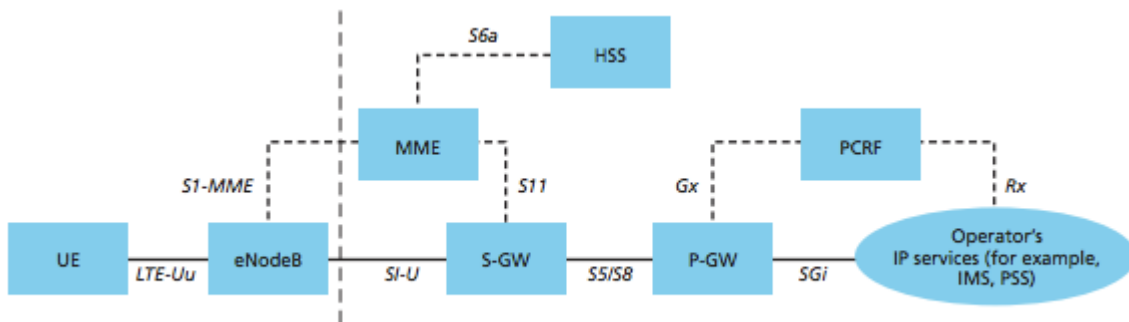 S6a
HSS
MME
PCRF
S1-MME
S11
Gx
Rx
UE
LTE-Uu
eNodeB
SI-U
S-GW
S5/S8
P-GW
SGi
Operator's
IP services (for example,
IMS, PSS)